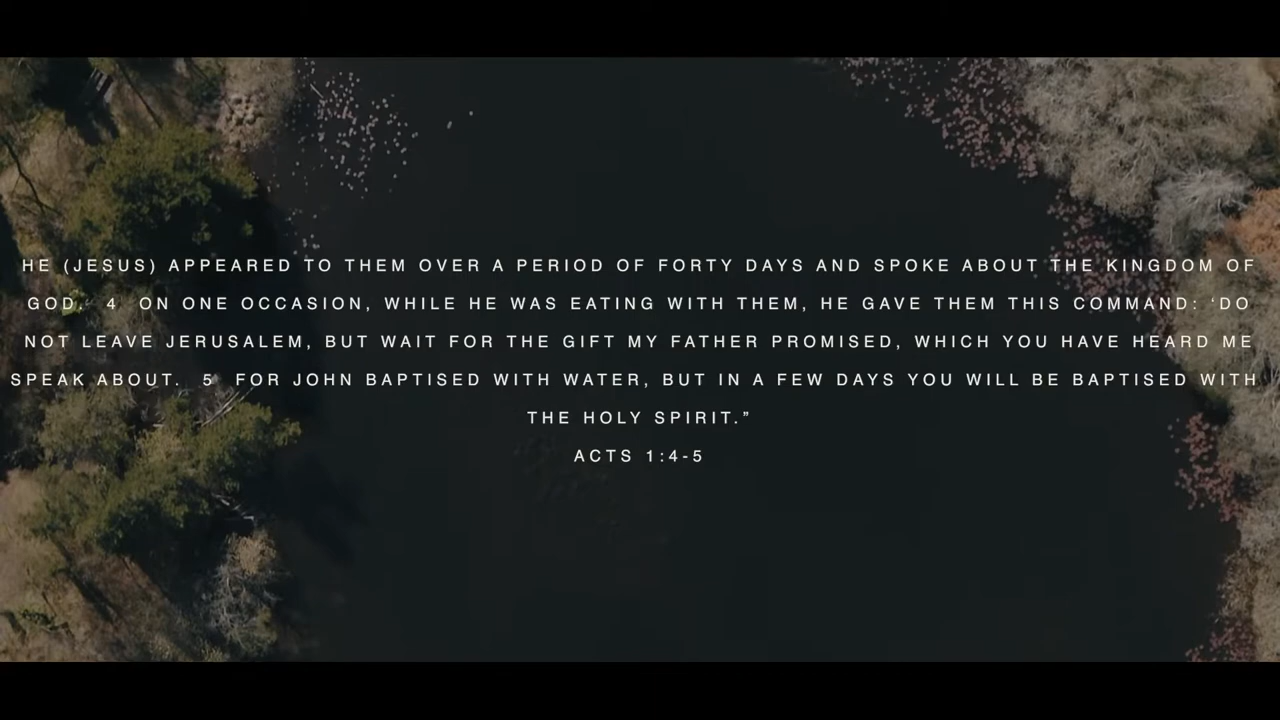 HE (JESUS) APPEARED TO THEM OVER A PERIOD OF FORTY DAYS AND SPOKE ABOUT THE KINGDOM OF
GOD. 4 ON ONE OCCASION, WHILE HE WAS EATING WITH THEM, HE GAVE THEM THIS COMMAND: ‘DO
NOT LEAVE JERUSALEM, BUT WAIT FOR THE GIFT MY FATHER PROMISED, WHICH YOU HAVE HEARD ME
SPEAK ABOUT. 5 FOR JOHN BAPTISED WITH WATER, BUT IN A FEW DAYS YOU WILL BE BAPTISED WITH
THE HOLY SPIRIT.”
ACTS 1:4-5